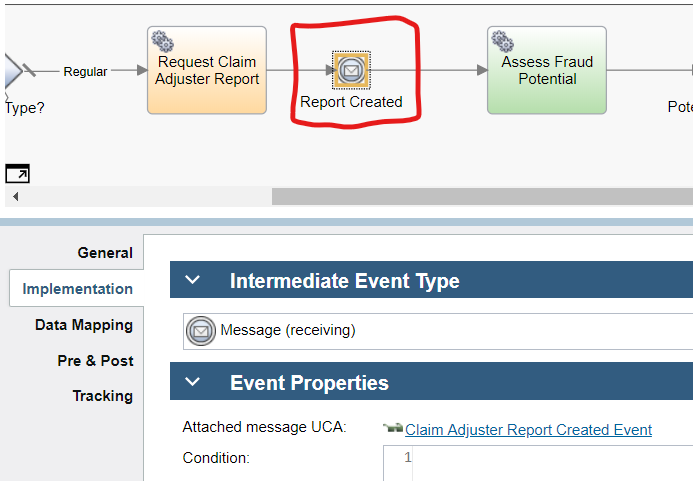 Request Claim
Adjuster Report
Assess Fraud
Potential
Regular
Report Created
Type?
General
Intermediate Event Type
Implementation
Message (receiving)
Data Mapping
Pre & Post
Event Properties
Tracking
Attached message UCA:
Claim Adjuster Report Created Event
Condition:
1